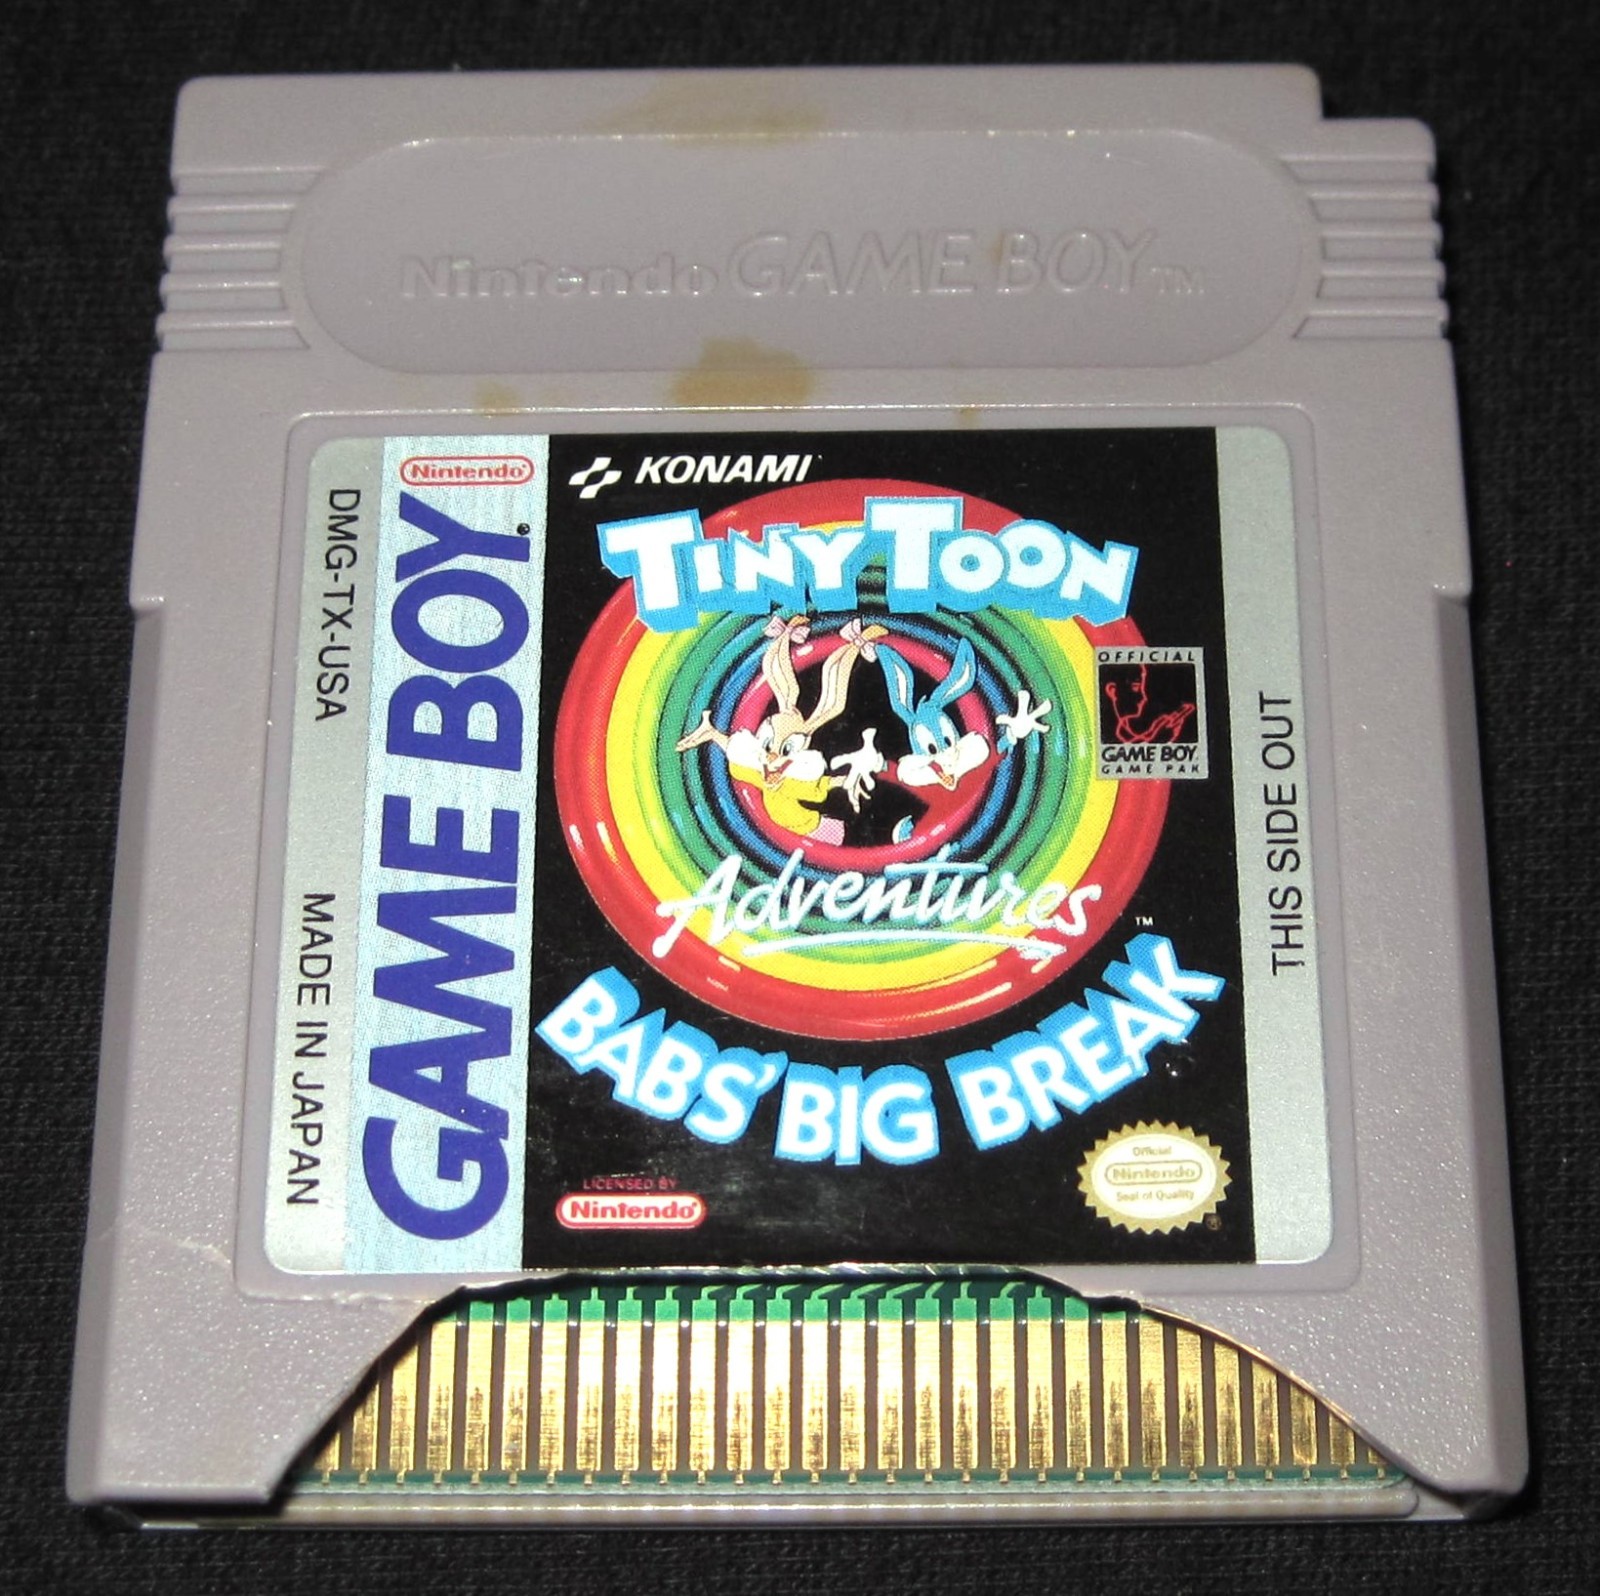 Nintendo GAME BOY TM
Nintendo
GAME BOY
DMG-TX-USA
MADE IN JAPAN
KONAMI
TINY TOON
Adventures
TM
BABS' BIG BREAK
OFFICIAL
GAME BOY
GAME PAK
THIS SIDE OUT
LICENSED BY
Nintendo
Official
Nintendo
Seal of Quality